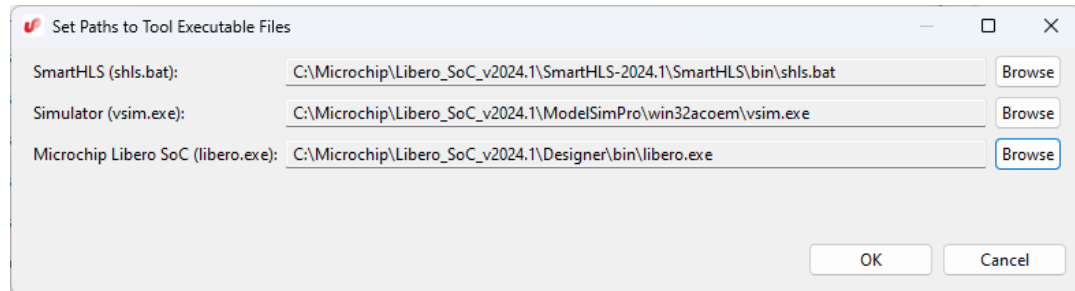 Set Paths to Tool Executable Files
SmartHLS (shls.bat): C:\Microchip\Libero_SoC_v2024.1\SmartHLS-2024.1\SmartHLS\bin\shls.bat Browse
Simulator (vsim.exe): C:\Microchip\Libero_SoC_v2024.1\ModelSimPro\win32acoem\vsim.exe Browse
Microchip Libero SoC (libero.exe): C:\Microchip\Libero_SoC_v2024.1\Designer\bin\libero.exe Browse
OK Cancel